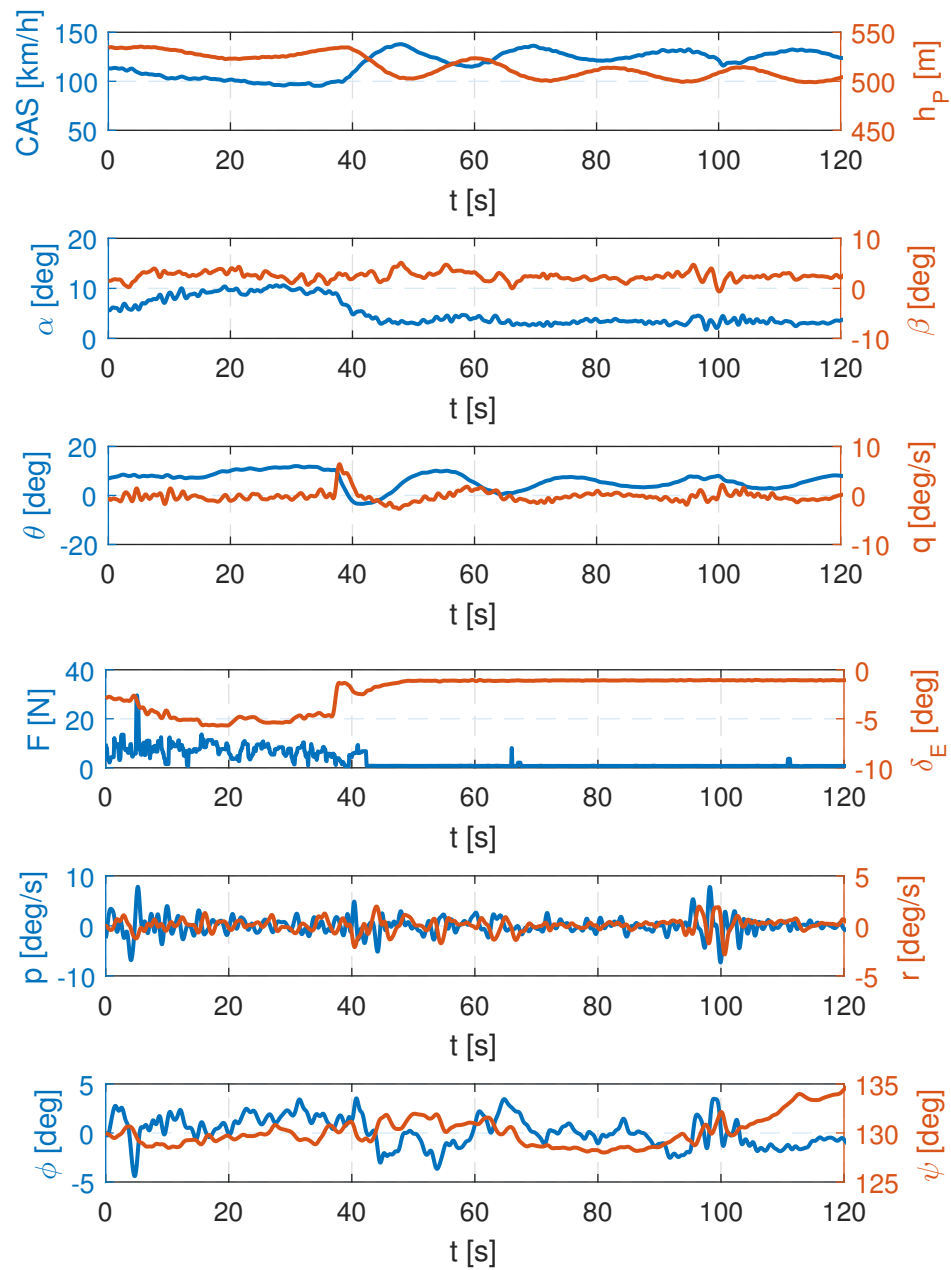 CAS [km/h]
150
100
50
550
500
450
h_P [m]
0 20 40 60 80 100 120
t [s]
α [deg]
20
10
0
10
0
-10
β [deg]
0 20 40 60 80 100 120
t [s]
θ [deg]
20
0
-20
10
0
-10
q [deg/s]
0 20 40 60 80 100 120
t [s]
F [N]
40
20
0
0
-5
-10
δ_E [deg]
0 20 40 60 80 100 120
t [s]
p [deg/s]
10
0
-10
5
0
-5
r [deg/s]
0 20 40 60 80 100 120
t [s]
ϕ [deg]
5
0
-5
135
130
125
ψ [deg]
0 20 40 60 80 100 120
t [s]